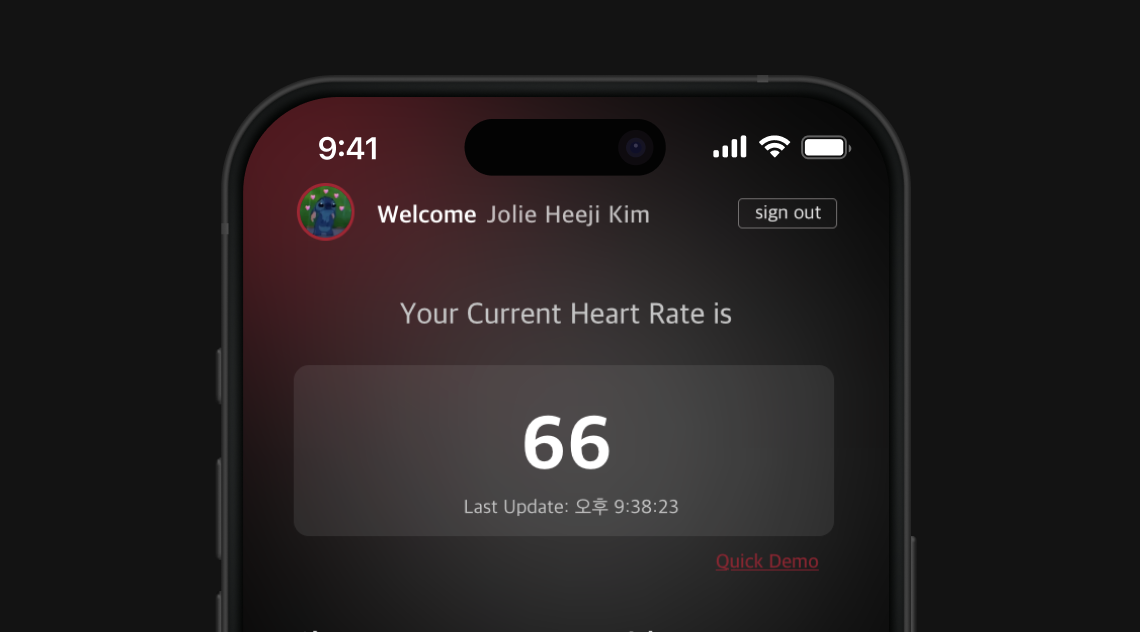 9:41
Welcome Jolie Heeji Kim
sign out
Your Current Heart Rate is
66
Last Update: 오후 9:38:23
Quick Demo